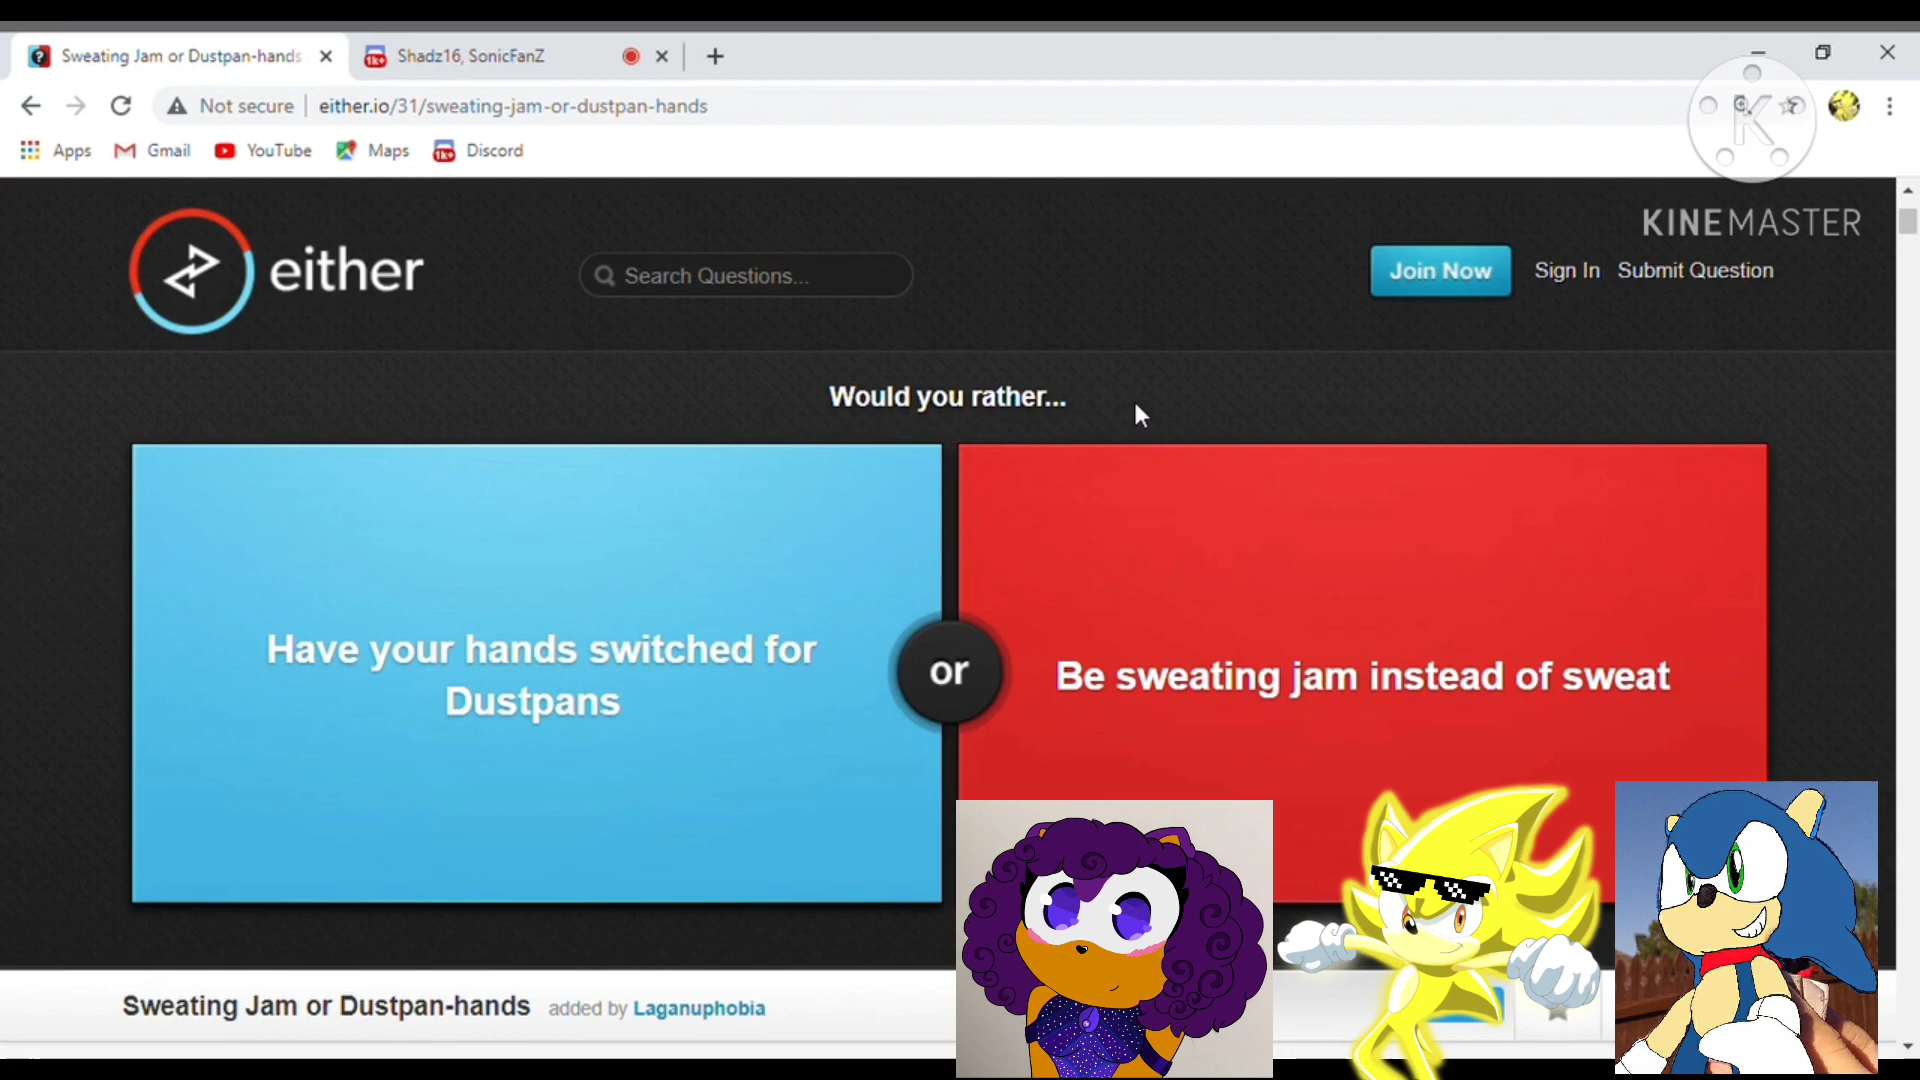 Sweating Jam or Dustpan-hands
Shadz16, SonicFanZ
Not secure
either.io/31/sweating-jam-or-dustpan-hands
K
Apps
Gmail
YouTube
Maps
1k+
Discord
KINEMASTER
either
Search Questions...
Join Now
Sign In
Submit Question
Would you rather...
Have your hands switched for
Dustpans
or
Be sweating jam instead of sweat
Sweating Jam or Dustpan-hands
added by Laganuphobia